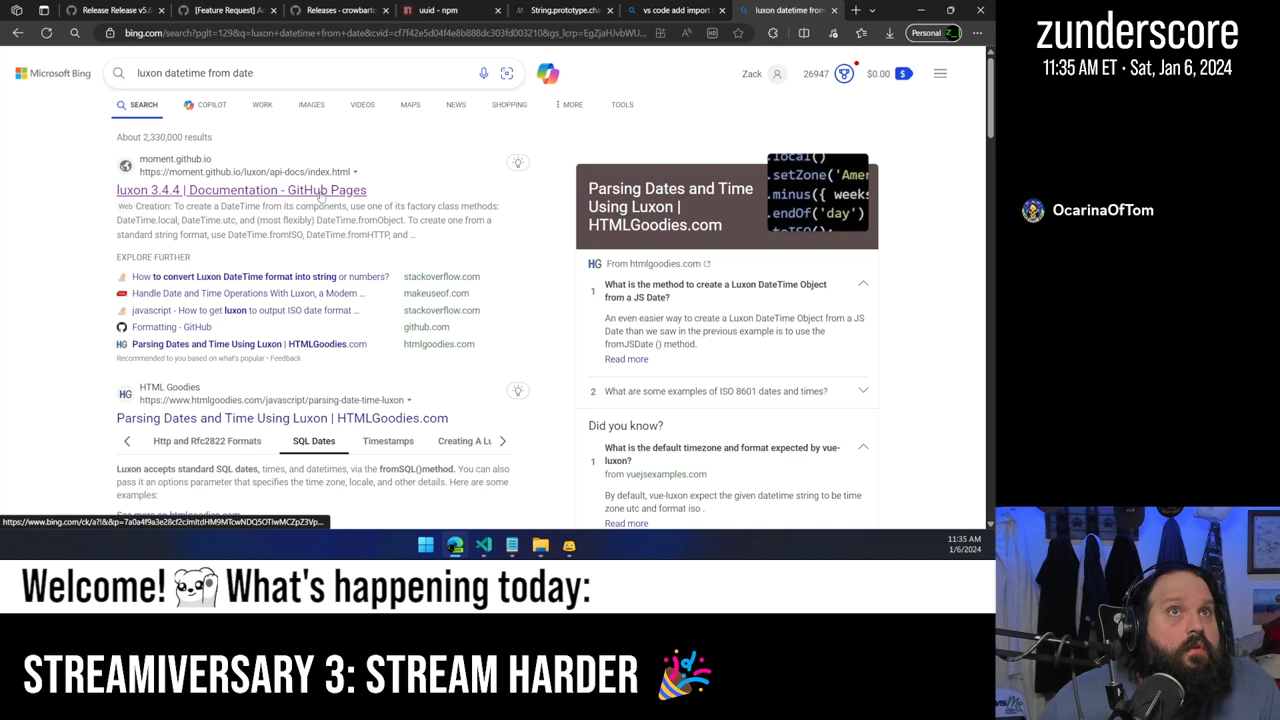 Release Release v5.6
[Feature Request] Ac
Releases - crowbarto
uuid - npm
String.prototype.cha
vs code add import
luxon datetime from
zunderscore
11:35 AM ET • Sat, Jan 6, 2024
Personal
Microsoft Bing
luxon datetime from date
Zack
26947
$0.00
SEARCH
COPILOT
WORK
IMAGES
VIDEOS
MAPS
NEWS
SHOPPING
MORE
TOOLS
About 2,330,000 results
moment.github.io
https://moment.github.io/luxon/api-docs/index.html
luxon 3.4.4 | Documentation - GitHub Pages
Web Creation: To create a DateTime from its components, use one of its factory class methods:
DateTime.local, DateTime.utc, and (most flexibly) DateTime.fromObject. To create one from a
standard string format, use DateTime.fromISO, DateTime.fromHTTP, and ...
EXPLORE FURTHER
How to convert Luxon DateTime format into string or numbers? stackoverflow.com
Handle Date and Time Operations With Luxon, a Modern ... makeuseof.com
javascript - How to get luxon to output ISO date format ... stackoverflow.com
Formatting - GitHub github.com
HG Parsing Dates and Time Using Luxon | HTMLGoodies.com htmlgoodies.com
Recommended to you based on what's popular • Feedback
HG
HTML Goodies
https://www.htmlgoodies.com/javascript/parsing-date-time-luxon
Parsing Dates and Time Using Luxon | HTMLGoodies.com
Http and Rfc2822 Formats
SQL Dates
Timestamps
Creating A Lu
Luxon accepts standard SQL dates, times, and datetimes, via the fromSQL()method. You can also
pass it an options parameter that specifies the time zone, locale, and other details. Here are some
examples:
Parsing Dates and Time
Using Luxon |
HTMLGoodies.com
.local()
.setZone('Amer
.minus({ weeks
.endOf('day')
.toISO();
HG From htmlgoodies.com
1 What is the method to create a Luxon DateTime Object
from a JS Date?
An even easier way to create a Luxon DateTime Object from a JS
Date than we saw in the previous example is to use the
fromJSDate () method.
Read more
2 What are some examples of ISO 8601 dates and times?
Did you know?
1 What is the default timezone and format expected by vue-
luxon?
from vuejsexamples.com
By default, vue-luxon expect the given datetime string to be time
zone utc and format iso .
Read more
OcarinaOfTom
11:35 AM
1/6/2024
Welcome! What's happening today:
STREAMIVERSARY 3: STREAM HARDER